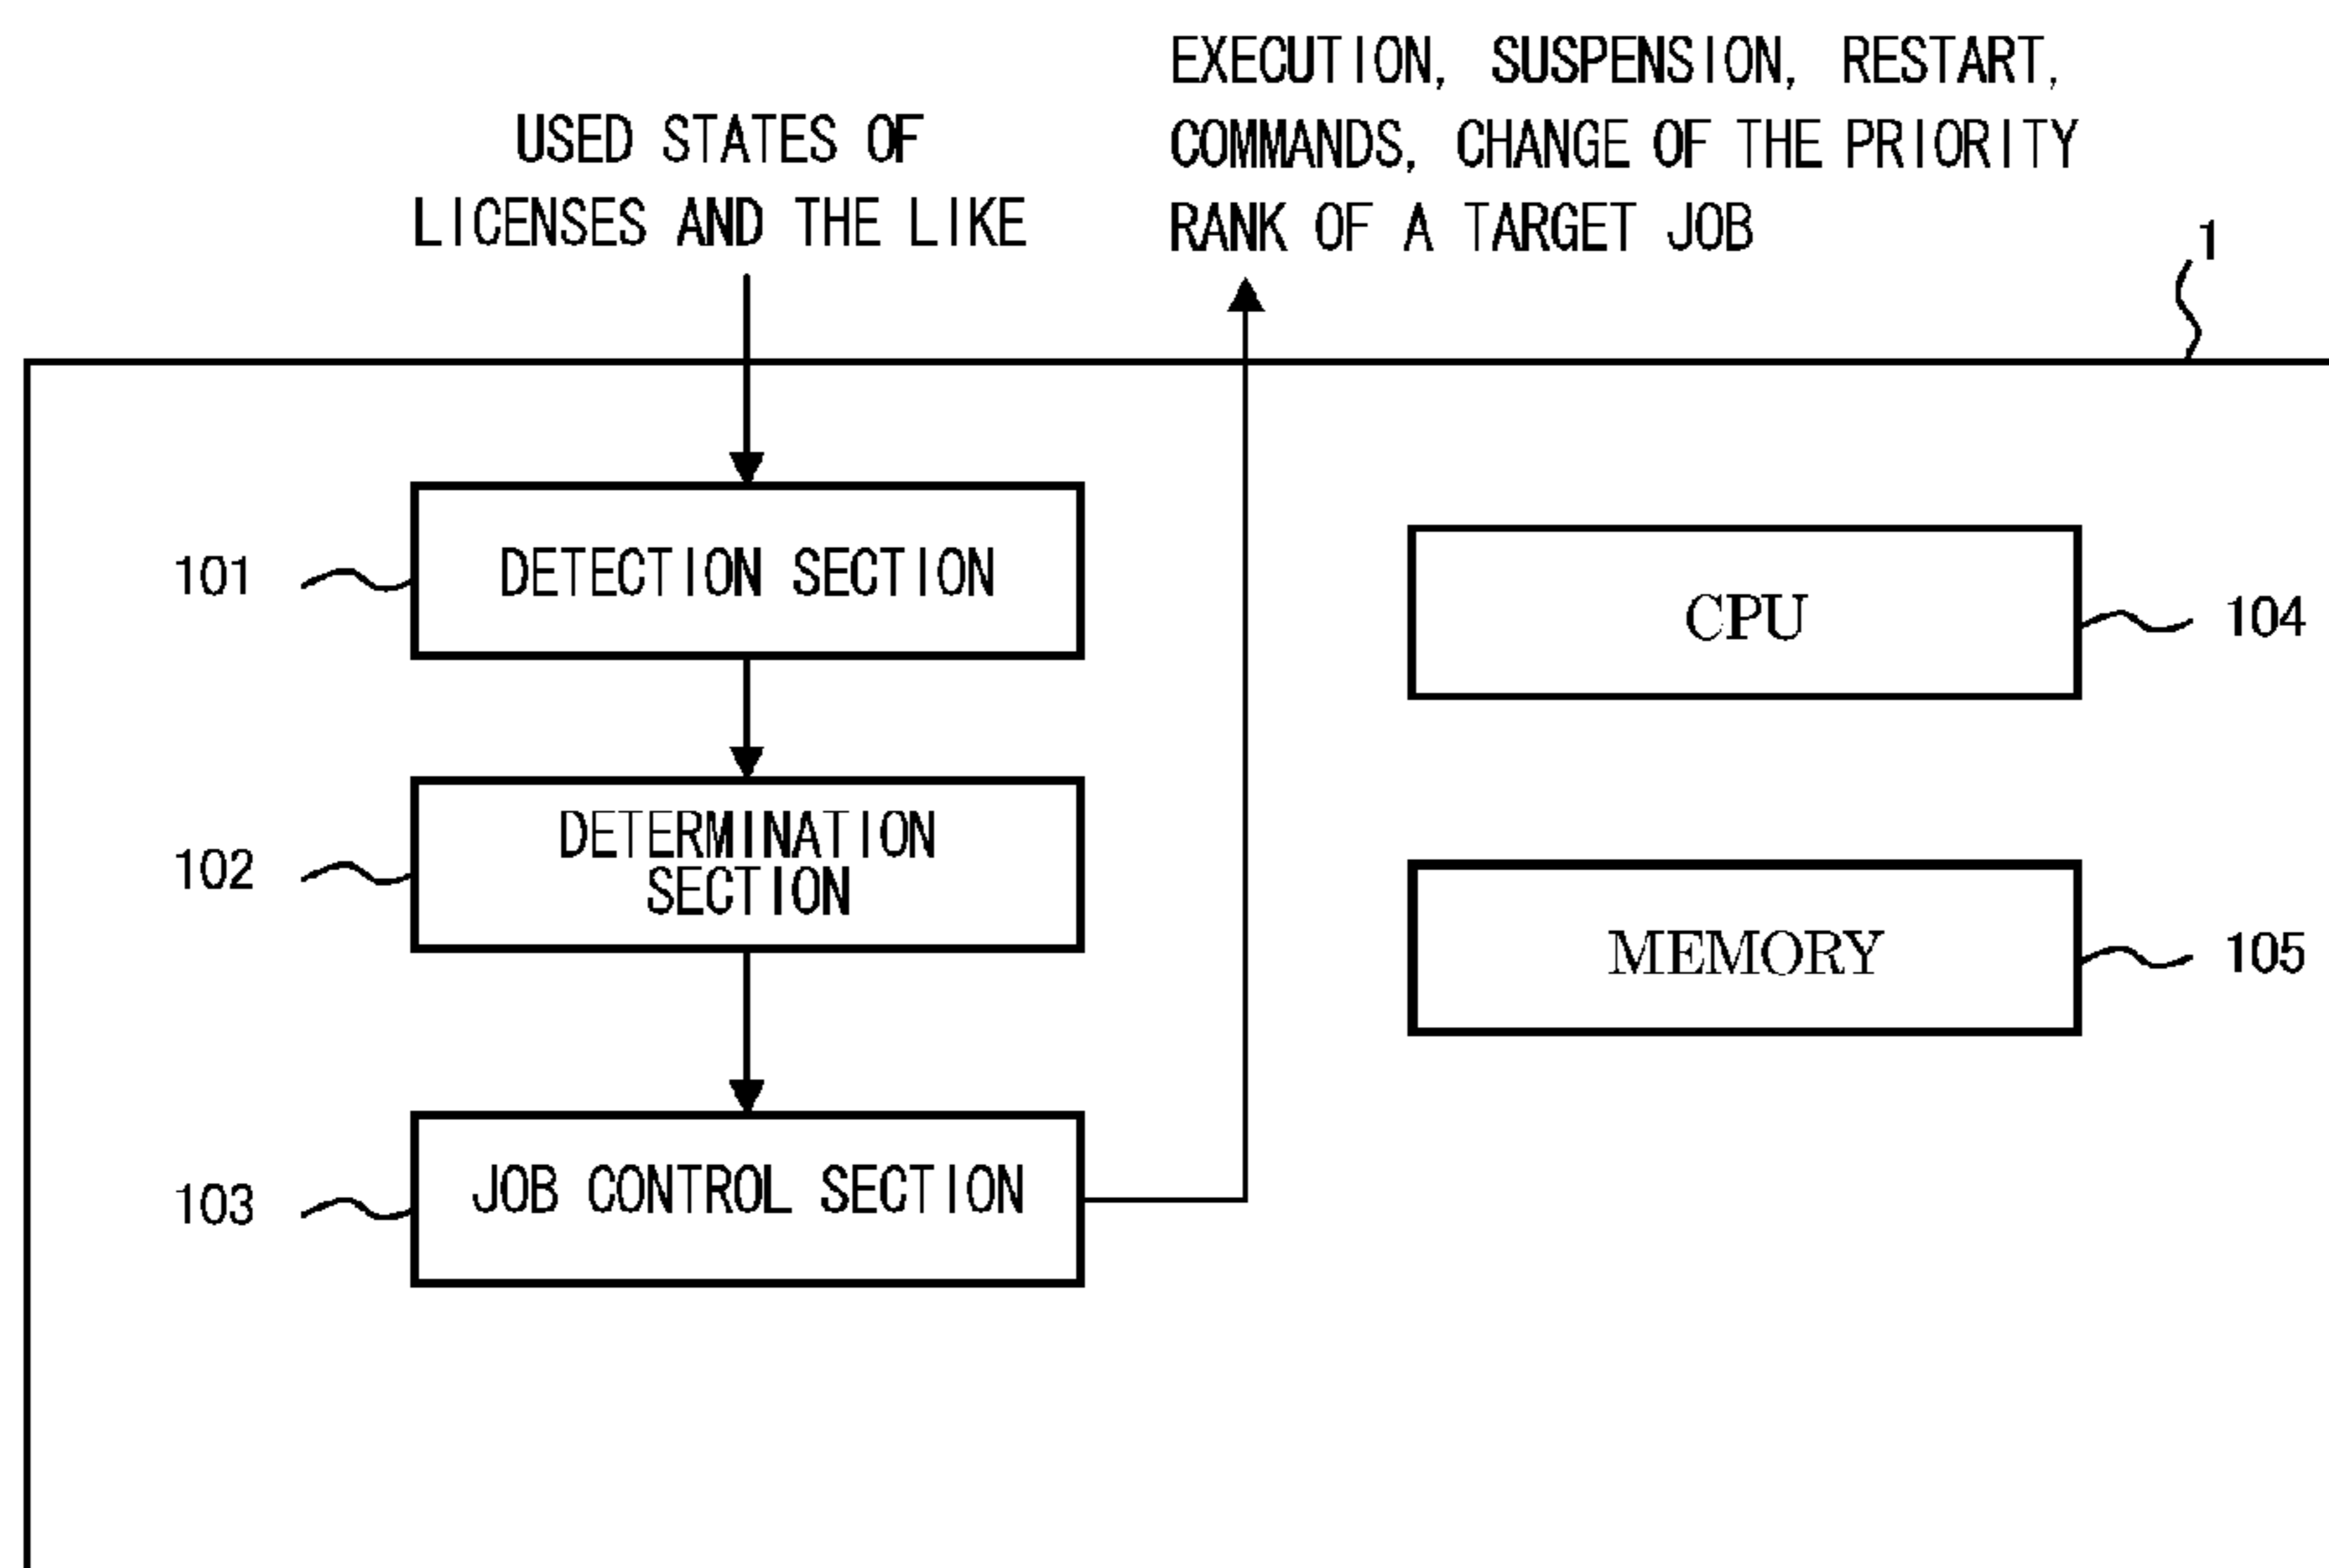 USED STATES OF
LICENSES AND THE LIKE
EXECUTION, SUSPENSION, RESTART,
COMMANDS, CHANGE OF THE PRIORITY
RANK OF A TARGET JOB
1
101
DETECTION SECTION
CPU
104
102
DETERMINATION
SECTION
MEMORY
105
103
JOB CONTROL SECTION